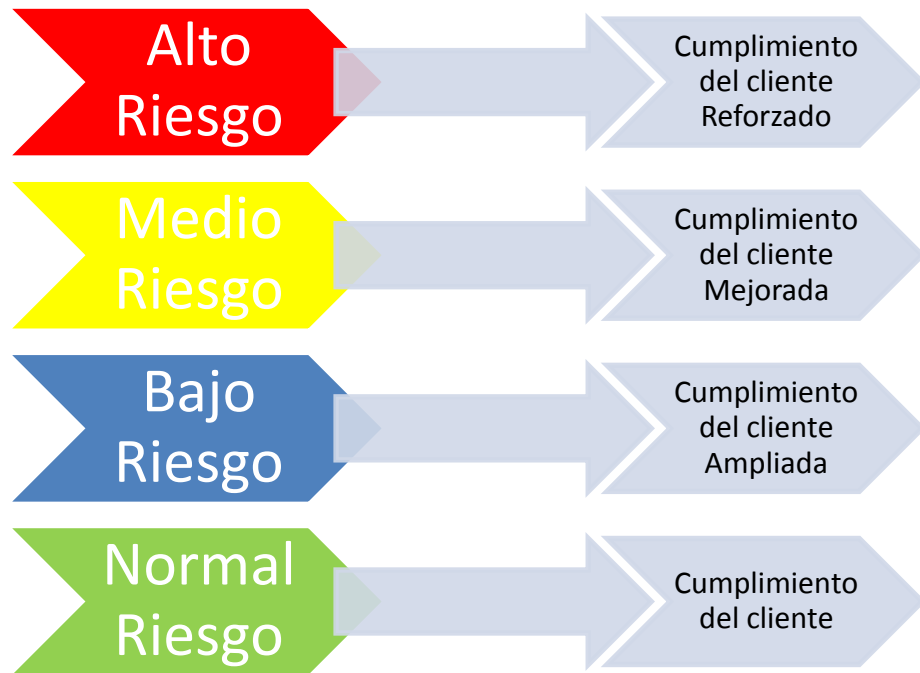 Alto
Riesgo
Cumplimiento
del cliente
Reforzado
Medio
Riesgo
Cumplimiento
del cliente
Mejorada
Bajo
Riesgo
Cumplimiento
del cliente
Ampliada
Normal
Riesgo
Cumplimiento
del cliente